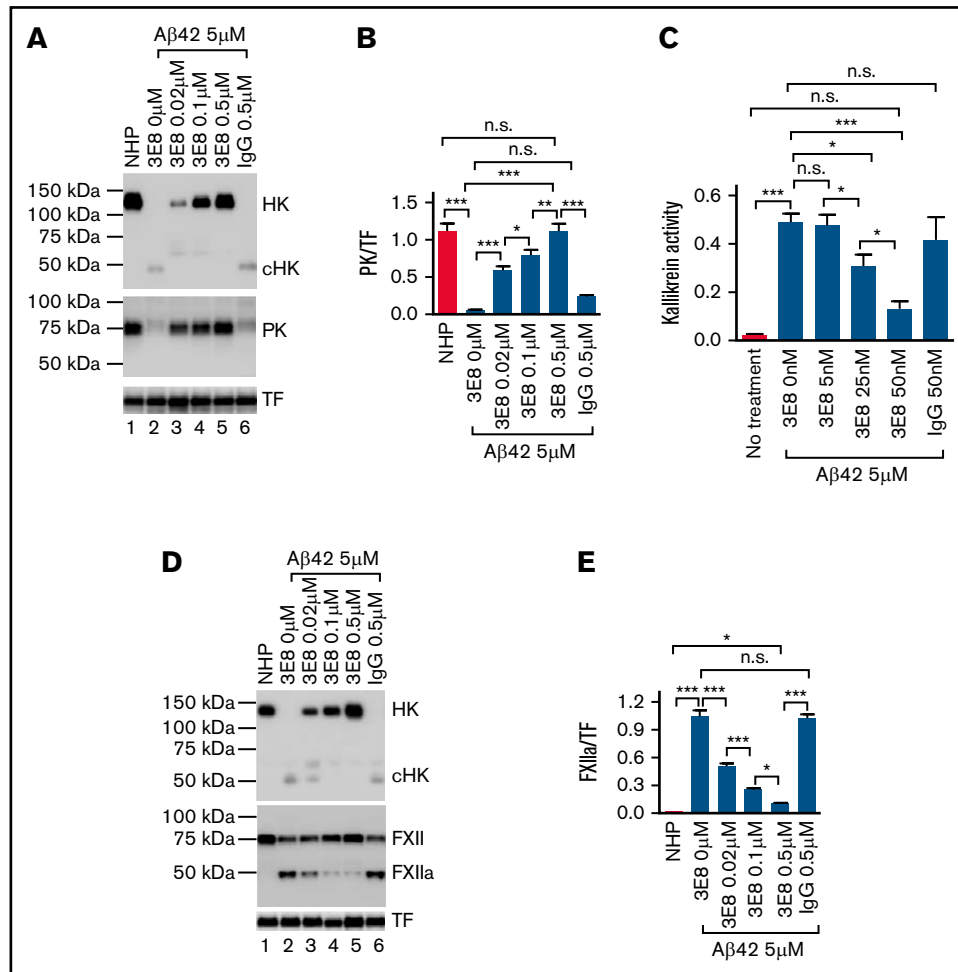 A
Aβ42 5μM
NHP
3E8 0μM
3E8 0.02μM
3E8 0.1μM
3E8 0.5μM
IgG 0.5μM
150 kDa
100 kDa
75 kDa
50 kDa
HK
cHK
100 kDa
75 kDa
50 kDa
PK
TF
1 2 3 4 5 6
B
n.s.
n.s.
***
*** ** ***
*** *
PK/TF
1.5
1.0
0.5
0.0
NHP
3E8 0μM
3E8 0.02μM
3E8 0.1μM
3E8 0.5μM
IgG 0.5μM
Aβ42 5μM
C
n.s.
n.s.
***
*
n.s.
*** *
*
Kallikrein activity
0.6
0.4
0.2
0.0
No treatment
3E8 0nM
3E8 5nM
3E8 25nM
3E8 50nM
IgG 50nM
Aβ42 5μM
D
Aβ42 5μM
NHP
3E8 0μM
3E8 0.02μM
3E8 0.1μM
3E8 0.5μM
IgG 0.5μM
150 kDa
100 kDa
75 kDa
50 kDa
HK
cHK
100 kDa
75 kDa
50 kDa
FXII
FXIIa
TF
1 2 3 4 5 6
E
*
n.s.
*** *** ***
***
*
FXIIa/TF
1.2
0.9
0.6
0.3
0.0
NHP
3E8 0μM
3E8 0.02μM
3E8 0.1μM
3E8 0.5μM
IgG 0.5μM
Aβ42 5μM